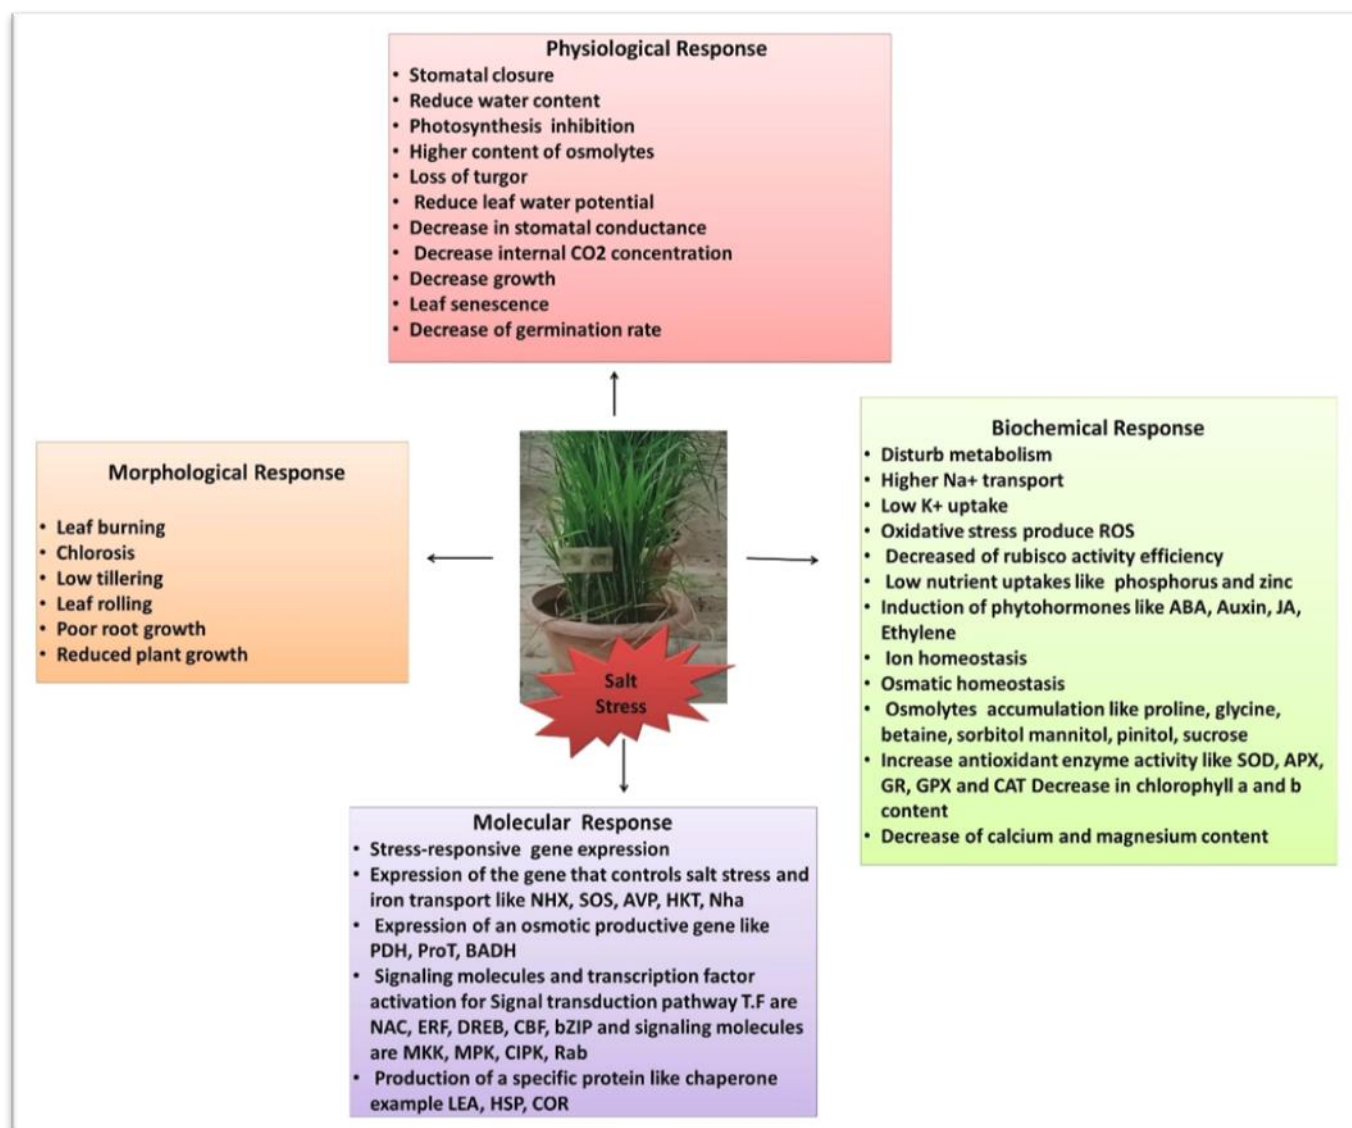 Physiological Response
• Stomatal closure
• Reduce water content
• Photosynthesis inhibition
• Higher content of osmolytes
• Loss of turgor
• Reduce leaf water potential
• Decrease in stomatal conductance
• Decrease internal CO2 concentration
• Decrease growth
• Leaf senescence
• Decrease of germination rate
Morphological Response
• Leaf burning
• Chlorosis
• Low tillering
• Leaf rolling
• Poor root growth
• Reduced plant growth
Salt
Stress
Biochemical Response
• Disturb metabolism
• Higher Na+ transport
• Low K+ uptake
• Oxidative stress produce ROS
• Decreased of rubisco activity efficiency
• Low nutrient uptakes like phosphorus and zinc
• Induction of phytohormones like ABA, Auxin, JA,
Ethylene
• Ion homeostasis
• Osmatic homeostasis
• Osmolytes accumulation like proline, glycine,
betaine, sorbitol mannitol, pinitol, sucrose
• Increase antioxidant enzyme activity like SOD, APX,
GR, GPX and CAT Decrease in chlorophyll a and b
content
• Decrease of calcium and magnesium content
Molecular Response
• Stress-responsive gene expression
• Expression of the gene that controls salt stress and
iron transport like NHX, SOS, AVP, HKT, Nha
• Expression of an osmotic productive gene like
PDH, ProT, BADH
• Signaling molecules and transcription factor
activation for Signal transduction pathway T.F are
NAC, ERF, DREB, CBF, bZIP and signaling molecules
are MKK, MPK, CIPK, Rab
• Production of a specific protein like chaperone
example LEA, HSP, COR